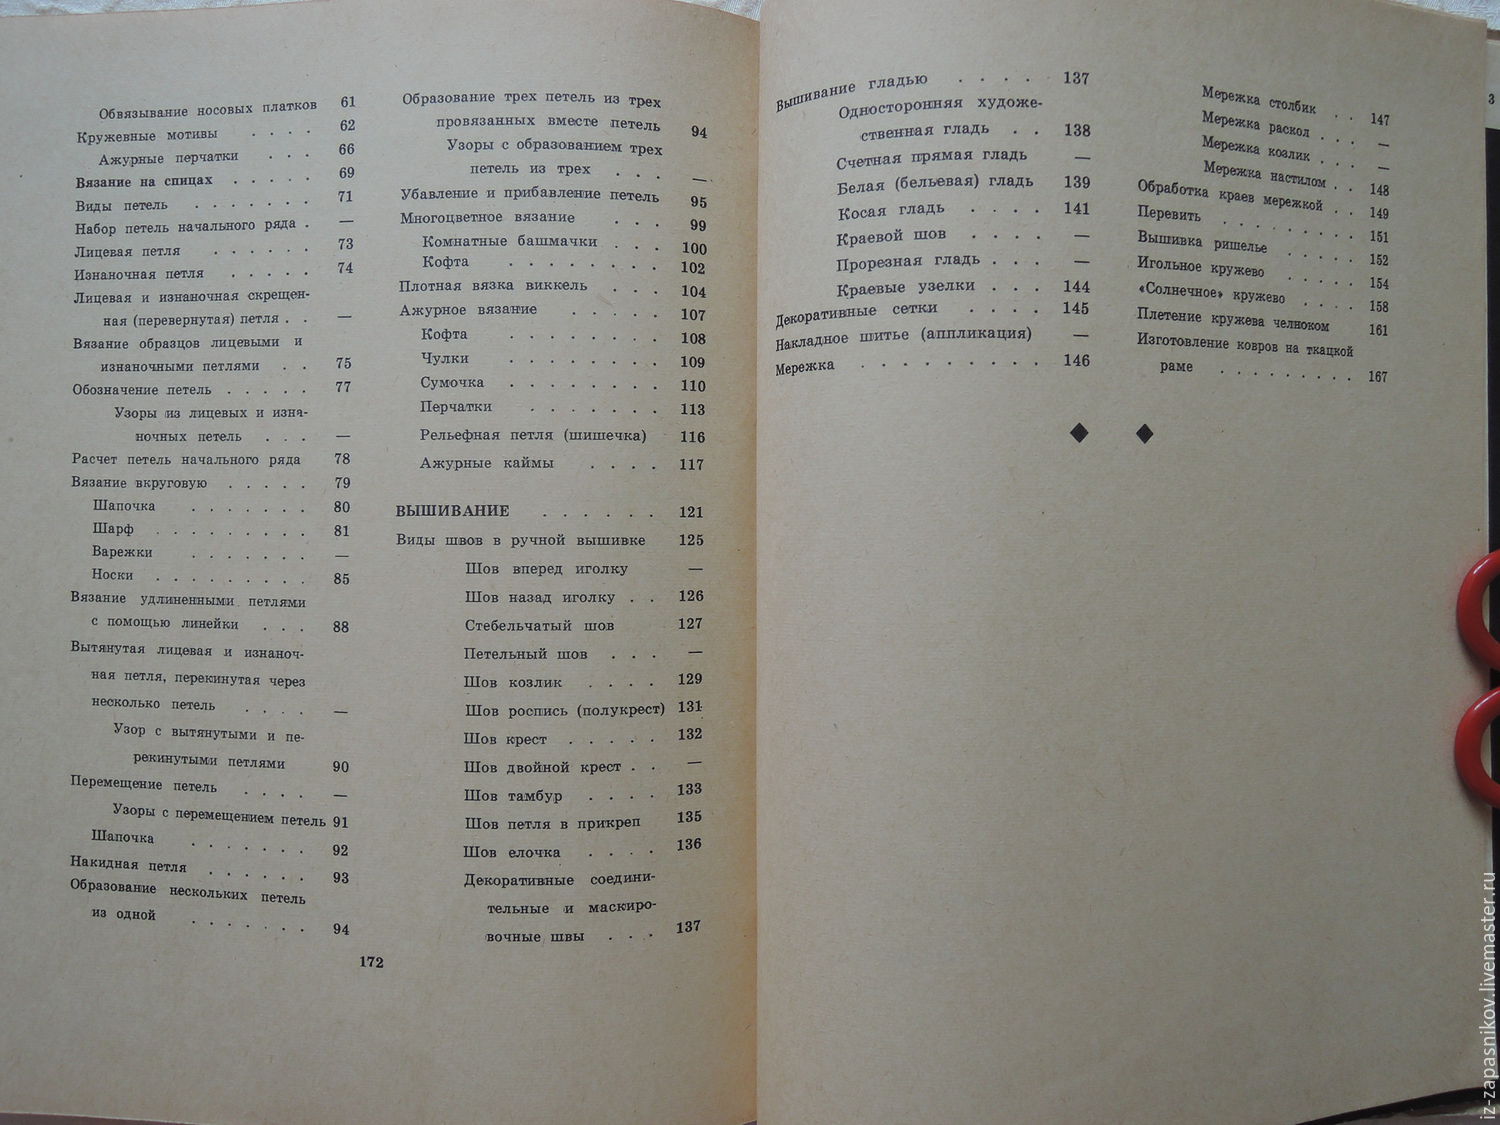 Обвязывание носовых платков 61
Кружевные мотивы . . . . 62
Ажурные перчатки . . . 66
Вязание на спицах . . . . . 69
Виды петель . . . . . . . 71
Набор петель начального ряда . —
Лицевая петля . . . . . . 73
Изнаночная петля . . . . . 74
Лицевая и изнаночная скрещен-
ная (перевернутая) петля . . —
Вязание образцов лицевыми и
изнаночными петлями . . 75
Обозначение петель . . . . . 77
Узоры из лицевых и изна-
ночных петель . . . —
Расчет петель начального ряда 78
Вязание вкруговую . . . . . 79
Шапочка . . . . . . . 80
Шарф . . . . . . . . . 81
Варежки . . . . . . . —
Носки . . . . . . . . . 85
Вязание удлиненными петлями
с помощью линейки . . . 88
Вытянутая лицевая и изнаноч-
ная петля, перекинутая через
несколько петель . . . . —
Узор с вытянутыми и пе-
рекинутыми петлями 90
Перемещение петель . . . . —
Узоры с перемещением петель 91
Шапочка . . . . . . . 92
Накидная петля . . . . . . 93
Образование нескольких петель
из одной . . . . . . . 94
172
Образование трех петель из трех
провязанных вместе петель 94
Узоры с образованием трех
петель из трех . . . —
Убавление и прибавление петель 95
Многоцветное вязание . . 99
Комнатные башмачки . . . 100
Кофта . . . . . . . . 102
Плотная вязка виккель . . . 104
Ажурное вязание . . . . . 107
Кофта . . . . . . . . 108
Чулки . . . . . . . . 109
Сумочка . . . . . . . . 110
Перчатки . . . . . . . 113
Рельефная петля (шишечка) 116
Ажурные каймы . . . . 117
ВЫШИВАНИЕ . . . . . . 121
Виды швов в ручной вышивке 125
Шов вперед иголку —
Шов назад иголку . . 126
Стебельчатый шов 127
Петельный шов . . . —
Шов козлик . . . . 129
Шов роспись (полукрест) 131
Шов крест . . . . . 132
Шов двойной крест . . —
Шов тамбур . . . . 133
Шов петля в прикреп 135
Шов елочка . . . . 136
Декоративные соедини-
тельные и маскиро-
вочные швы . . . 137
Вышивание гладью . . . . 137
Односторонняя художе-
ственная гладь . . 138
Счетная прямая гладь —
Белая (бельевая) гладь 139
Косая гладь . . . . 141
Краевой шов . . . . —
Прорезная гладь . . . —
Краевые узелки . . . 144
Декоративные сетки . . . . 145
Накладное шитье (аппликация) —
Мережка . . . . . . . . . 146
Мережка столбик . . 147
Мережка раскол . . . —
Мережка козлик . . . —
Мережка настилом . . 148
Обработка краев мережкой . . 149
Перевить . . . . . . . . 151
Вышивка ришелье . . . . . 152
Игольное кружево . . . . . 154
«Солнечное» кружево . . . . 158
Плетение кружева челноком 161
Изготовление ковров на ткацкой
раме . . . . . . . . . 167
3
iz-zapasnikov.livemaster.ru